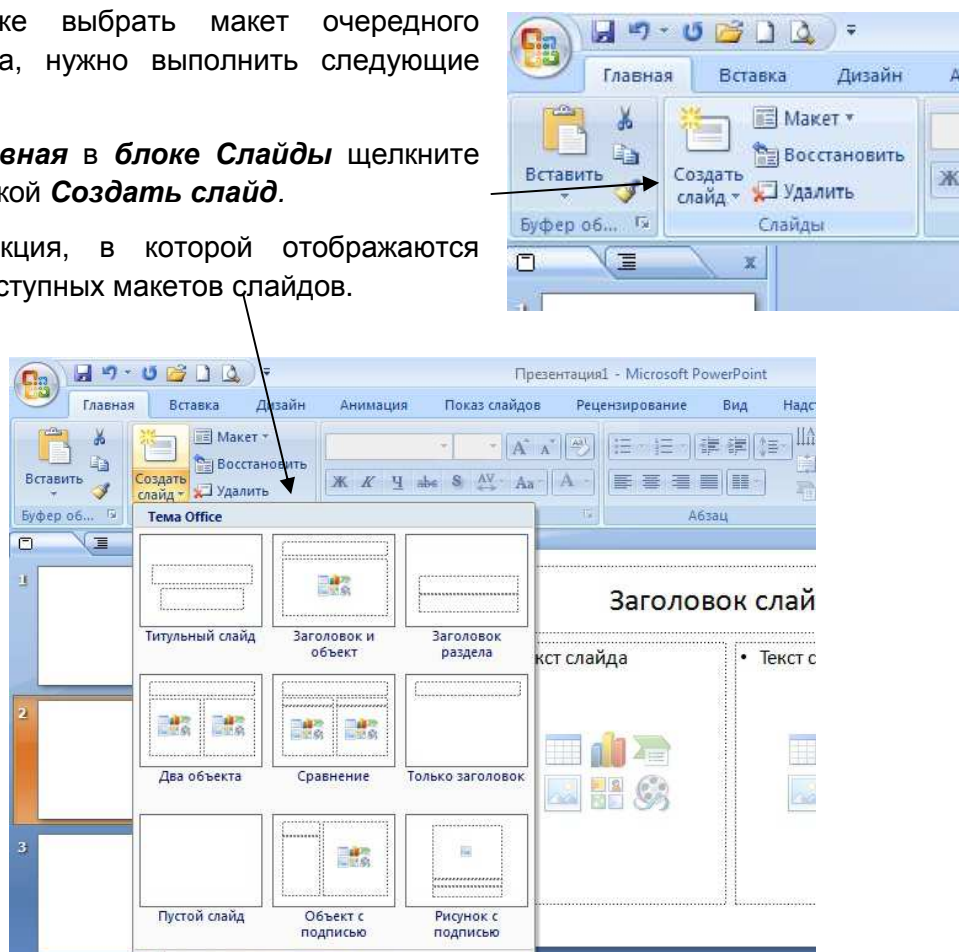 же выбрать макет очередного
а, нужно выполнить следующие
вная в блоке Слайды щелкните
кой Создать слайд.
кция, в которой отображаются
ступных макетов слайдов.
Главная Вставка Дизайн А
Вставить
Создать слайд
Макет
Восстановить
Удалить
Ж
Буфер об... Слайды
Презентация1 - Microsoft PowerPoint
Главная Вставка Дизайн Анимация Показ слайдов Рецензирование Вид Надс
Вставить
Создать слайд
Макет
Восстановить
Удалить
Ж К Ч abc S AV Aa A
Буфер об... Абзац
Тема Office
1
Титульный слайд
Заголовок и объект
Заголовок раздела
2
Два объекта
Сравнение
Только заголовок
3
Пустой слайд
Объект с подписью
Рисунок с подписью
Заголовок слай
кст слайда
• Текст с